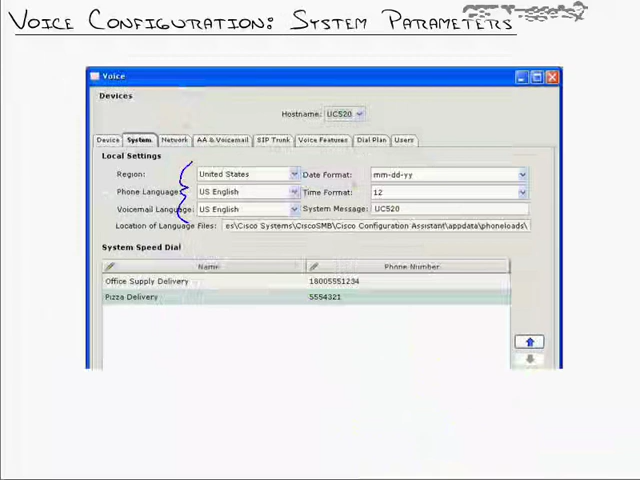 VOICE CONFIGURATION: SYSTEM PARAMETERS
Voice
Devices
Hostname: UC520
Device System Network AA & Voicemail SIP Trunk Voice Features Dial Plan Users
Local Settings
Region: United States Date Format: mm-dd-yy
Phone Language: US English Time Format: 12
Voicemail Language: US English System Message: UC520
Location of Language Files: es\Cisco Systems\CiscoSMB\Cisco Configuration Assistant\appdata\phoneloads\
System Speed Dial
Name Phone Number
Office Supply Delivery 18005551234
Pizza Delivery 5554321